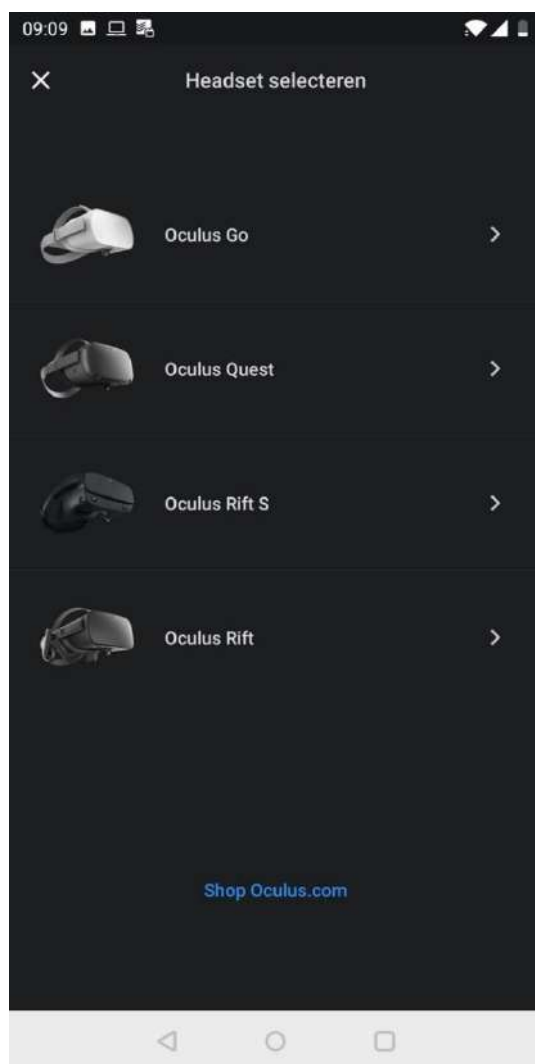 09:09
Headset selecteren
Oculus Go
Oculus Quest
Oculus Rift S
Oculus Rift
Shop Oculus.com